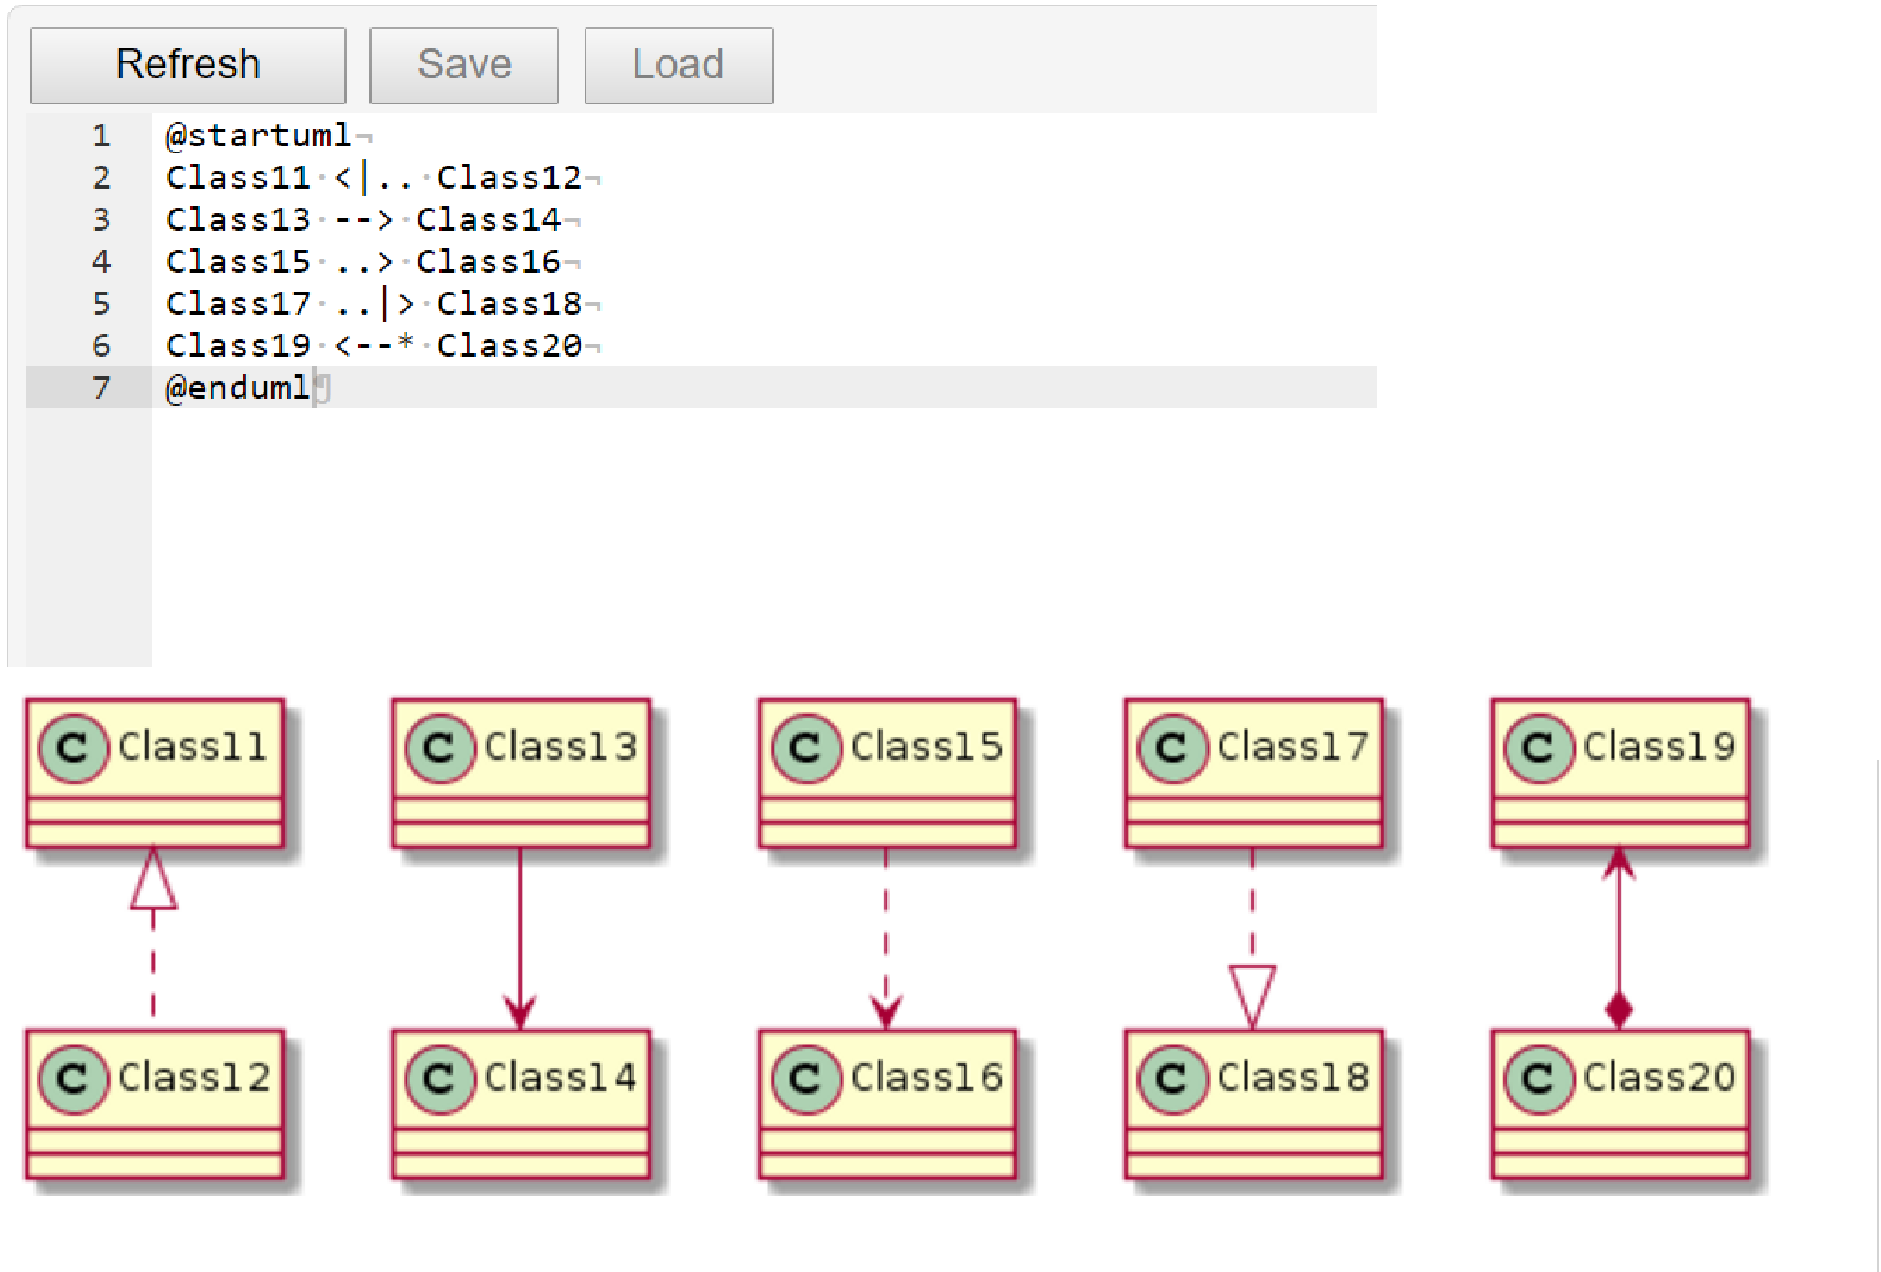 Refresh Save Load
1 @startuml
2 Class11 <|.. Class12
3 Class13 --> Class14
4 Class15 ..> Class16
5 Class17 ..|> Class18
6 Class19 <--* Class20
7 @enduml
C Class11 C Class13 C Class15 C Class17 C Class19
C Class12 C Class14 C Class16 C Class18 C Class20